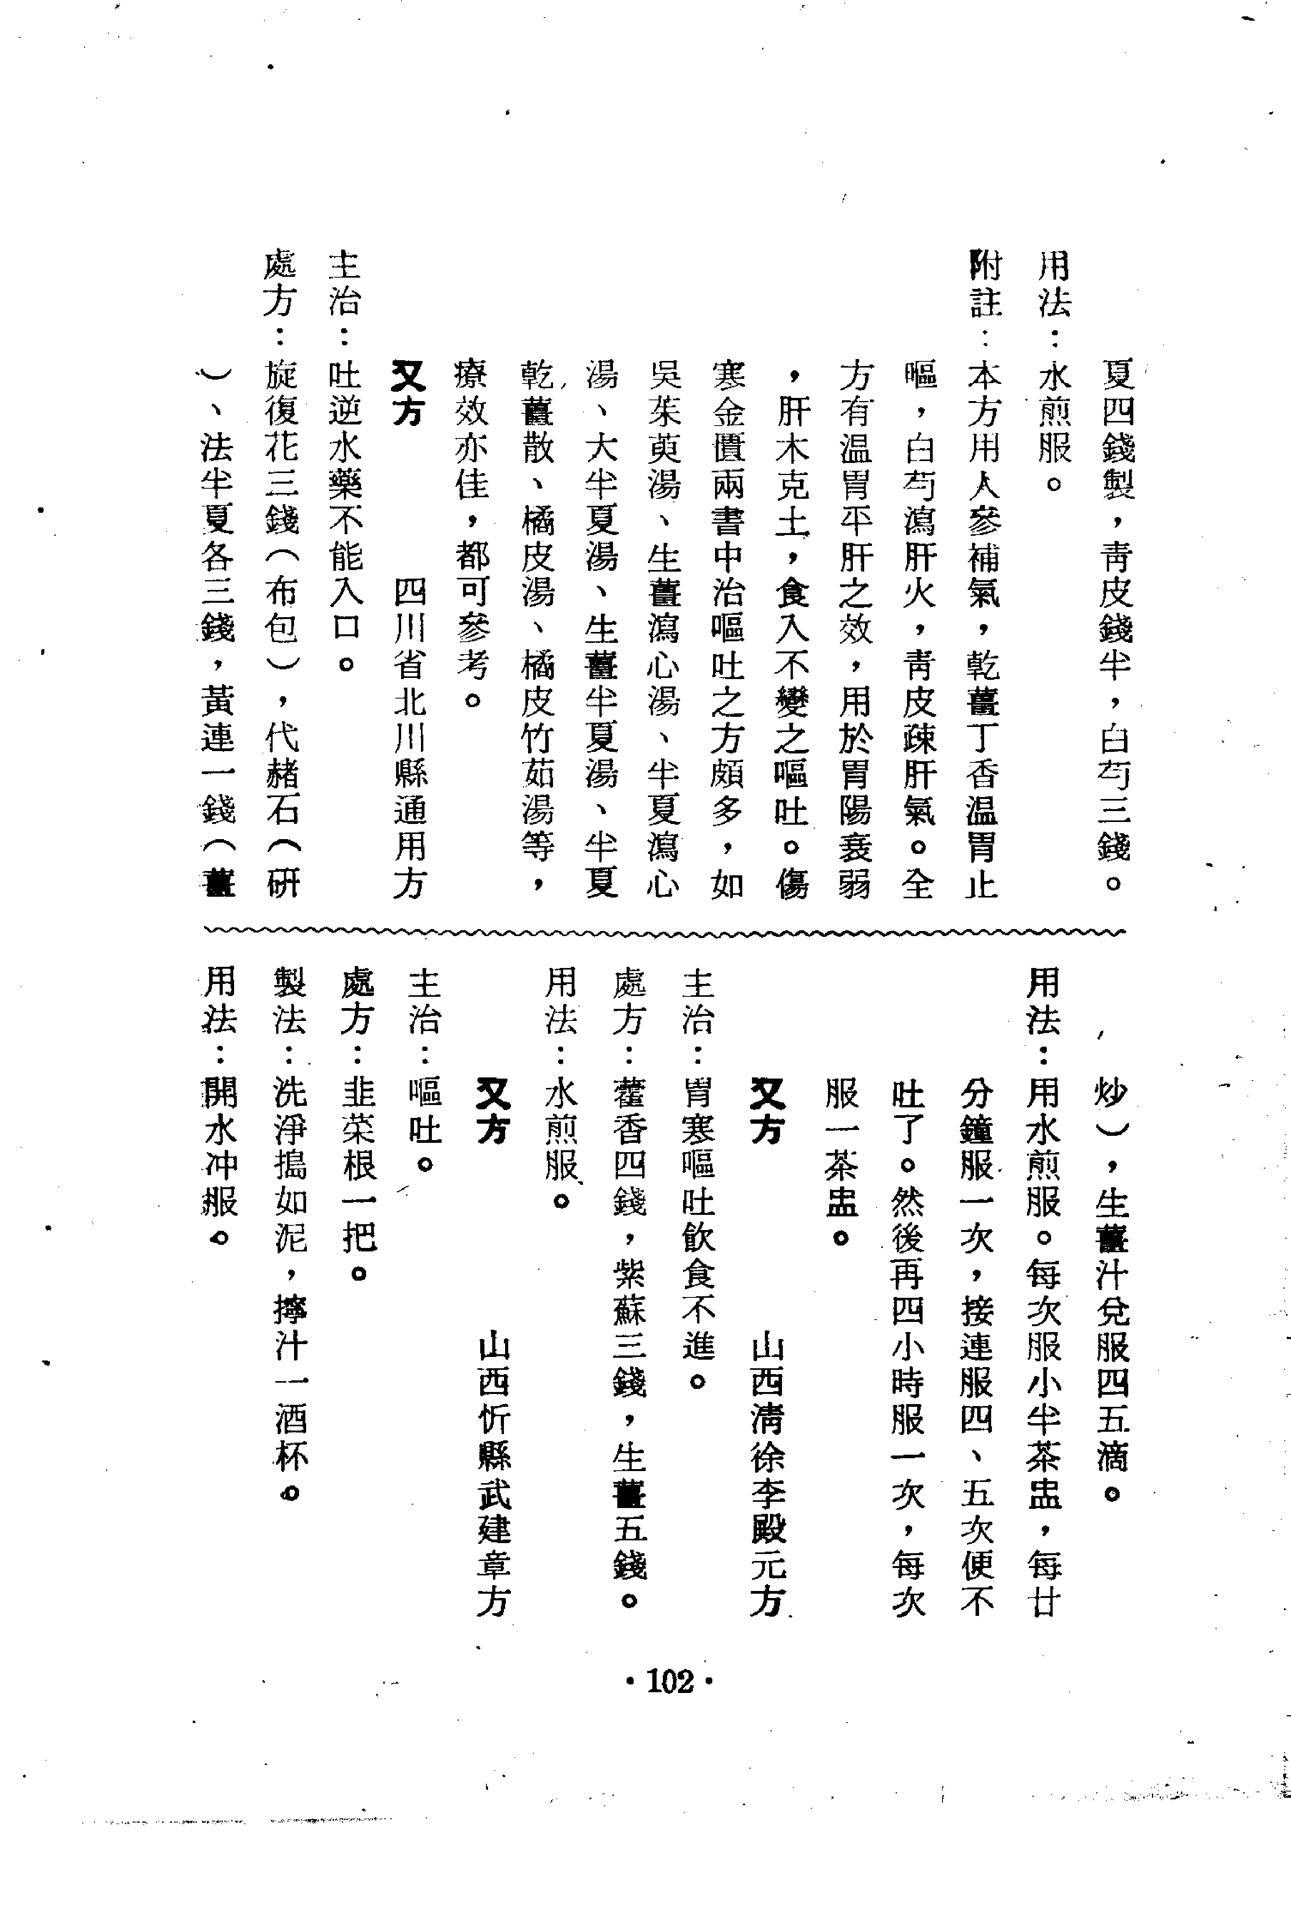 夏四錢製，靑皮錢半，白芍三錢。
用法：水煎服。
附註：本方用人參補氣，乾薑丁香温胃止
嘔，白芍瀉肝火，靑皮疎肝氣。全
方有温胃平肝之效，用於胃陽衰弱
，肝木克土，食入不變之嘔吐。傷
寒金匱兩書中治嘔吐之方頗多，如
吳茱萸湯、生薑瀉心湯、半夏瀉心
湯、大半夏湯、生薑半夏湯、半夏
乾薑散、橘皮湯、橘皮竹茹湯等，
療效亦佳，都可參考。
又方　四川省北川縣通用方
主治：吐逆水藥不能入口。
處方：旋復花三錢（布包），代赭石（研
）、法半夏各三錢，黃連一錢（薑
炒），生薑汁兌服四五滴。
用法：用水煎服。每次服小半茶盅，每廿
分鐘服一次，接連服四、五次便不
吐了。然後再四小時服一次，每次
服一茶盅。
又方　山西淸徐李殿元方
主治：胃寒嘔吐飮食不進。
處方：藿香四錢，紫蘇三錢，生薑五錢。
用法：水煎服。
又方　山西忻縣武建章方
主治：嘔吐。
處方：韭菜根一把。
製法：洗淨搗如泥，擰汁一酒杯。
用法：開水冲服。
·102·